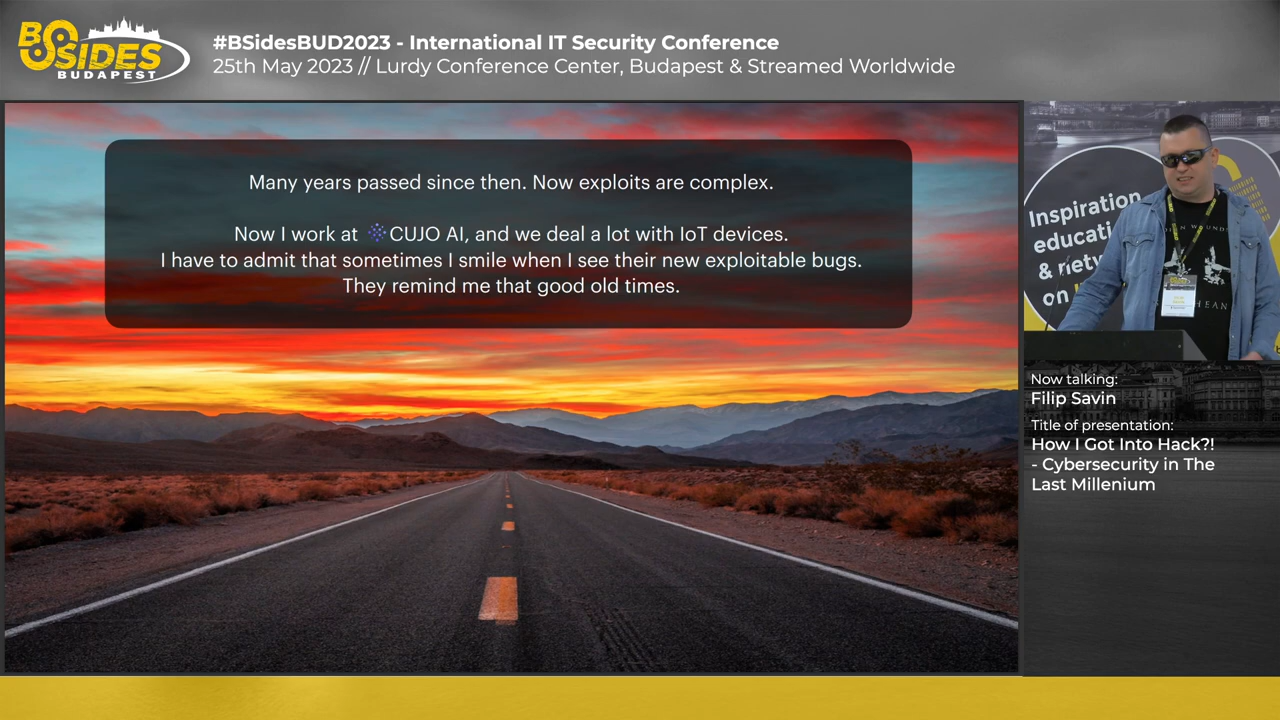 BSIDES
BUDAPEST
#BSidesBUD2023 - International IT Security Conference
25th May 2023 // Lurdy Conference Center, Budapest & Streamed Worldwide
Many years passed since then. Now exploits are complex.
Now I work at CUJO AI, and we deal a lot with IoT devices.
I have to admit that sometimes I smile when I see their new exploitable bugs.
They remind me that good old times.
Inspiration
educati
& netw
on
Now talking:
Filip Savin
Title of presentation:
How I Got Into Hack?!
- Cybersecurity in The
Last Millenium